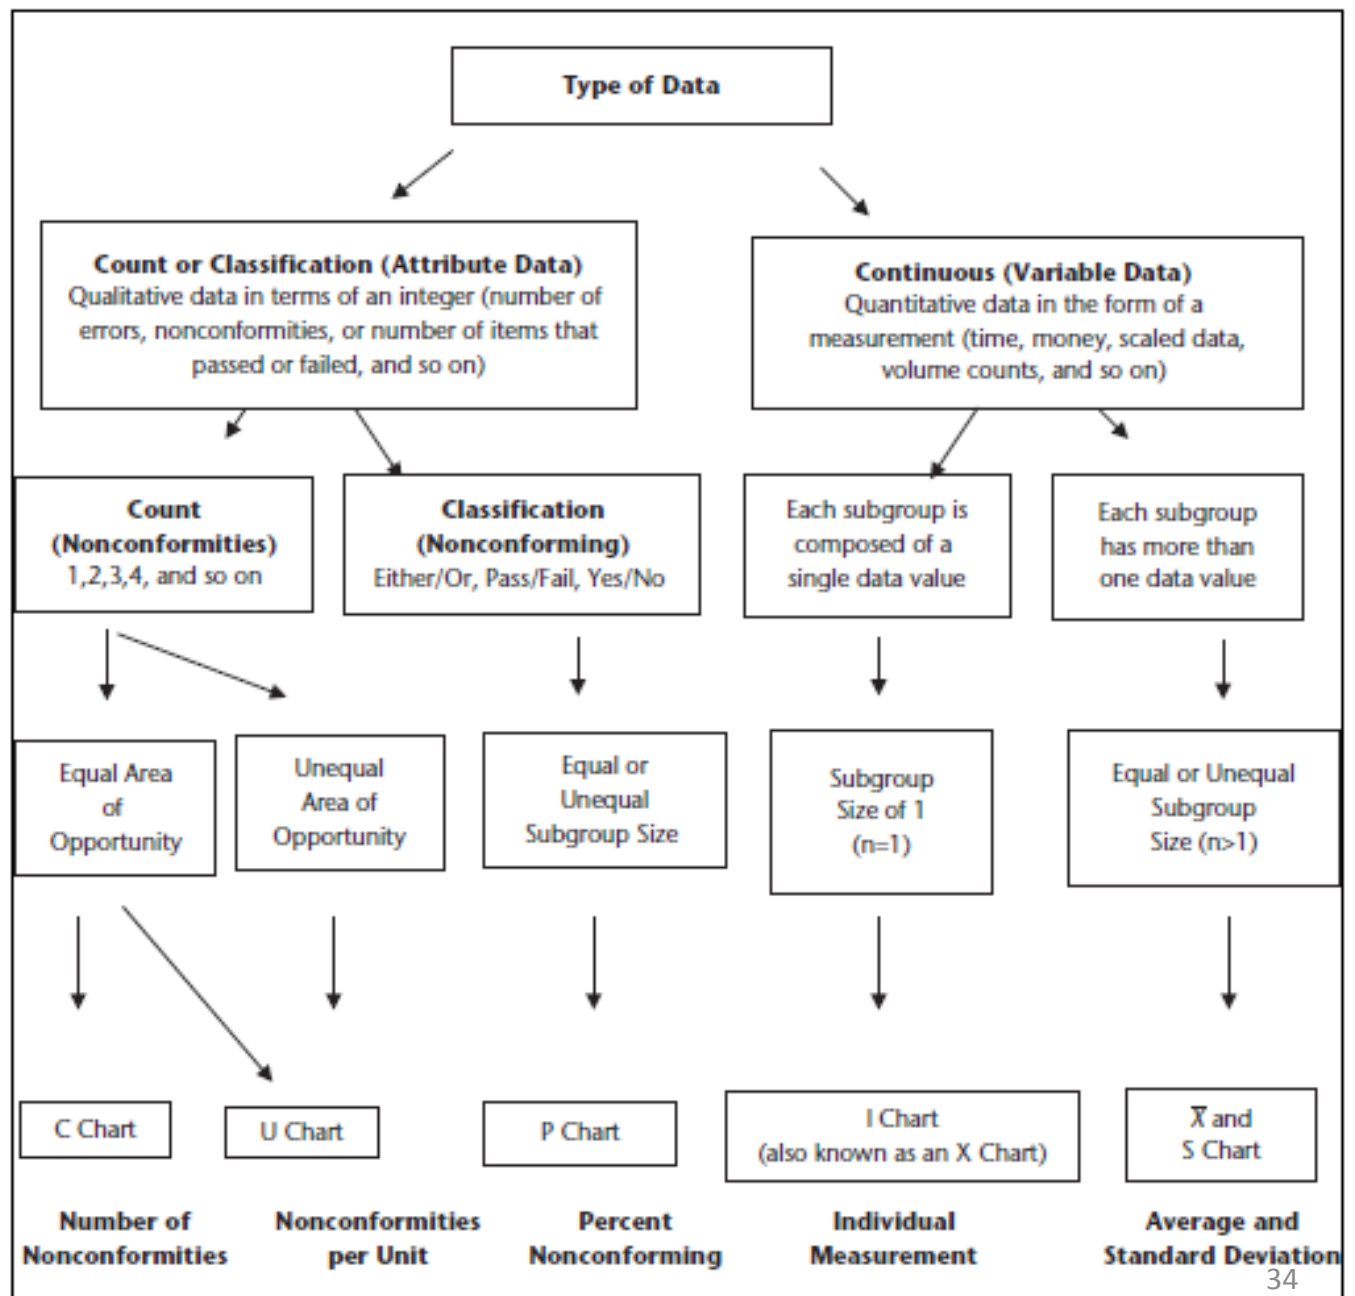 Type of Data
Count or Classification (Attribute Data)
Qualitative data in terms of an integer (number of
errors, nonconformities, or number of items that
passed or failed, and so on)
Continuous (Variable Data)
Quantitative data in the form of a
measurement (time, money, scaled data,
volume counts, and so on)
Count
(Nonconformities)
1,2,3,4, and so on
Classification
(Nonconforming)
Either/Or, Pass/Fail, Yes/No
Each subgroup is
composed of a
single data value
Each subgroup
has more than
one data value
Equal Area
of
Opportunity
Unequal
Area of
Opportunity
Equal or
Unequal
Subgroup Size
Subgroup
Size of 1
(n=1)
Equal or Unequal
Subgroup
Size (n>1)
C Chart
U Chart
P Chart
I Chart
(also known as an X Chart)
X̅ and
S Chart
Number of
Nonconformities
Nonconformities
per Unit
Percent
Nonconforming
Individual
Measurement
Average and
Standard Deviation
34